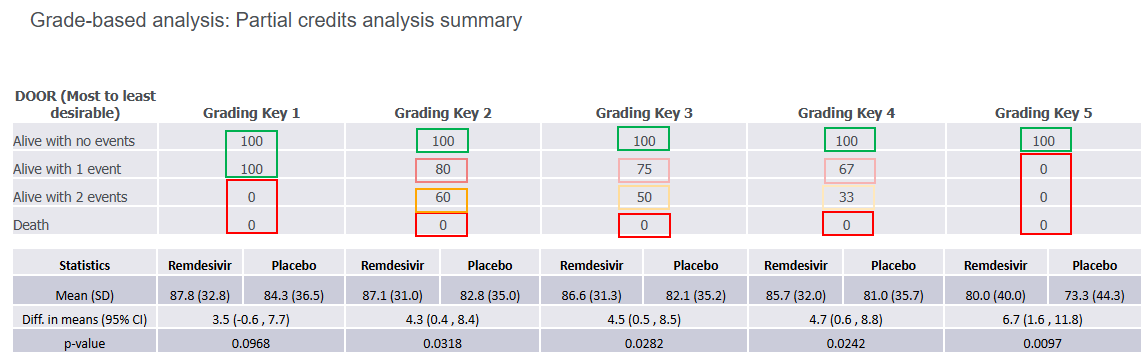 Grade-based analysis: Partial credits analysis summary
DOOR (Most to least
desirable) Grading Key 1 Grading Key 2 Grading Key 3 Grading Key 4 Grading Key 5
Alive with no events 100 100 100 100 100
Alive with 1 event 100 80 75 67 0
Alive with 2 events 0 60 50 33 0
Death 0 0 0 0 0
Statistics Remdesivir Placebo Remdesivir Placebo Remdesivir Placebo Remdesivir Placebo Remdesivir Placebo
Mean (SD) 87.8 (32.8) 84.3 (36.5) 87.1 (31.0) 82.8 (35.0) 86.6 (31.3) 82.1 (35.2) 85.7 (32.0) 81.0 (35.7) 80.0 (40.0) 73.3 (44.3)
Diff. in means (95% CI) 3.5 (-0.6 , 7.7) 4.3 (0.4 , 8.4) 4.5 (0.5 , 8.5) 4.7 (0.6 , 8.8) 6.7 (1.6 , 11.8)
p-value 0.0968 0.0318 0.0282 0.0242 0.0097